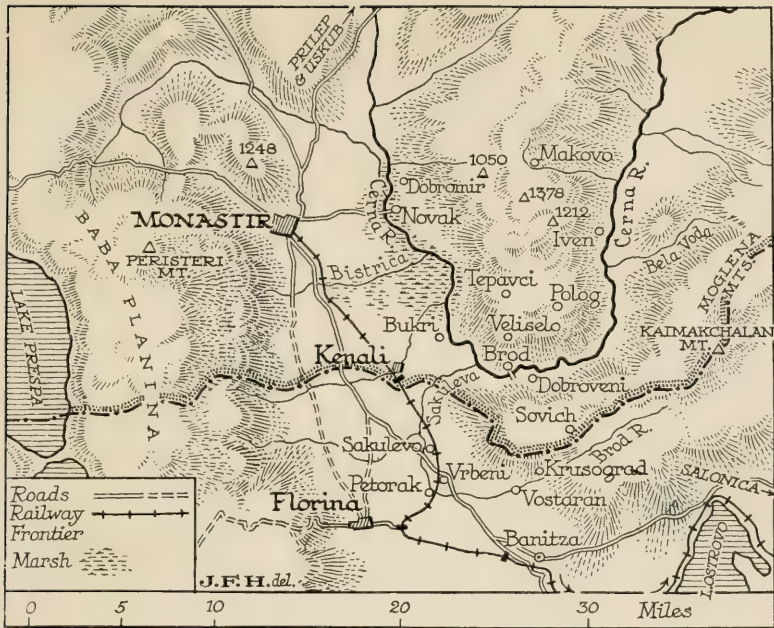 PRILEP
& USKUB
1248
1050
Makovo
Dobromir
1378
Cerna R.
Novak
1212
Cerna R.
MONASTIR
Iven
BABA PLANINA
PERISTERI
MT.
Bistrica
Bela Voda
MOGLENA
MTS.
Tepavci
Polog
LAKE PRESPA
KAIMAKCHALAN
MT.
Bukri
Veliselo
Kenali
Brod
Sakuleva
Dobroveni
Sovich
Brod R.
Sakulevo
Vrbeni
Krusograd
SALONICA
Petorak
Vostaran
Florina
Banitza
L. OSTROVO
Roads
Railway
Frontier
Marsh
J.F.H. del.
0 5 10 20 30 Miles